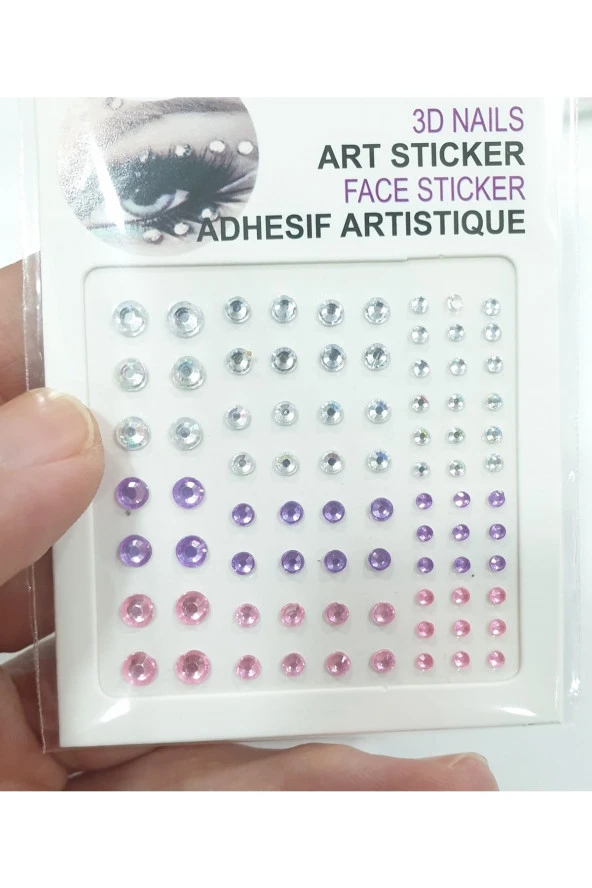 3D NAILS
ART STICKER
FACE STICKER
ADHESIF ARTISTIQUE